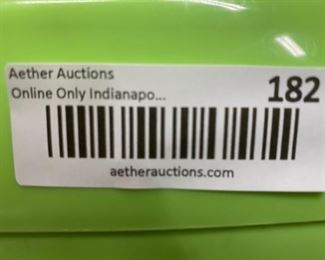 Aether Auctions
Online Only Indianapo... 182
aetherauctions.com